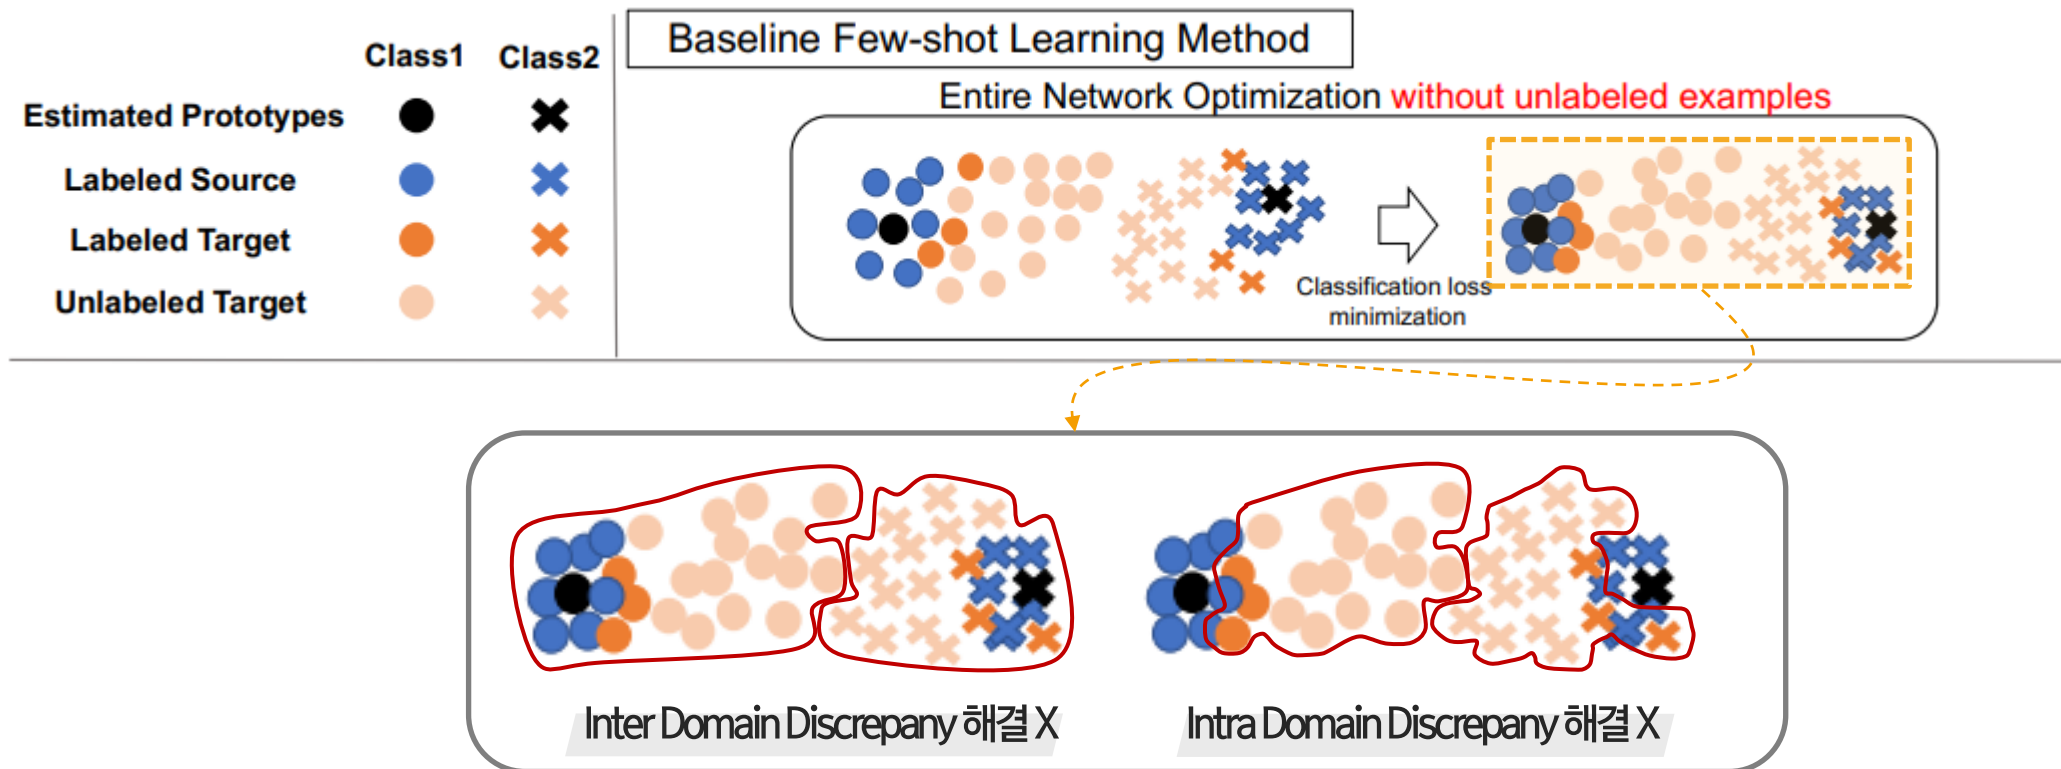 Class1 Class2
Estimated Prototypes
Labeled Source
Labeled Target
Unlabeled Target
Baseline Few-shot Learning Method
Entire Network Optimization without unlabeled examples
Classification loss
minimization
Inter Domain Discrepany 해결 X
Intra Domain Discrepany 해결 X